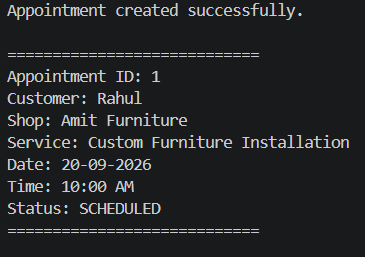 Appointment created successfully.
============================
Appointment ID: 1
Customer: Rahul
Shop: Amit Furniture
Service: Custom Furniture Installation
Date: 20-09-2026
Time: 10:00 AM
Status: SCHEDULED
============================